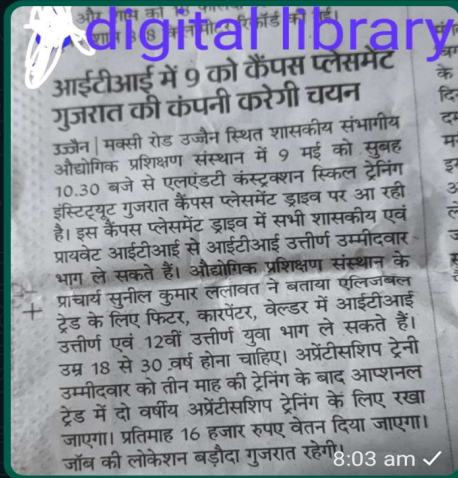 और शाम को
digital library
आईटीआई में 9 को कैंपस प्लेसमेंट
गुजरात की कंपनी करेगी चयन
उज्जैन | मक्सी रोड उज्जैन स्थित शासकीय संभागीय
औद्योगिक प्रशिक्षण संस्थान में 9 मई को सुबह
10.30 बजे से एलएंडटी कंस्ट्रक्शन स्किल ट्रेनिंग
इंस्टिट्यूट गुजरात कैंपस प्लेसमेंट ड्राइव पर आ रही
है। इस कैंपस प्लेसमेंट ड्राइव में सभी शासकीय एवं
प्रायवेट आईटीआई से आईटीआई उत्तीर्ण उम्मीदवार
भाग ले सकते हैं। औद्योगिक प्रशिक्षण संस्थान के
प्राचार्य सुनील कुमार ललावत ने बताया एलिजिबल
ट्रेड के लिए फिटर, कारपेंटर, वेल्डर में आईटीआई
उत्तीर्ण एवं 12वीं उत्तीर्ण युवा भाग ले सकते हैं।
उम्र 18 से 30 वर्ष होना चाहिए। अप्रेंटीसशिप ट्रेनी
उम्मीदवार को तीन माह की ट्रेनिंग के बाद आप्शनल
ट्रेड में दो वर्षीय अप्रेंटीसशिप ट्रेनिंग के लिए रखा
जाएगा। प्रतिमाह 16 हजार रुपए वेतन दिया जाएगा।
जॉब की लोकेशन बड़ौदा गुजरात रहेगी।
8:03 am